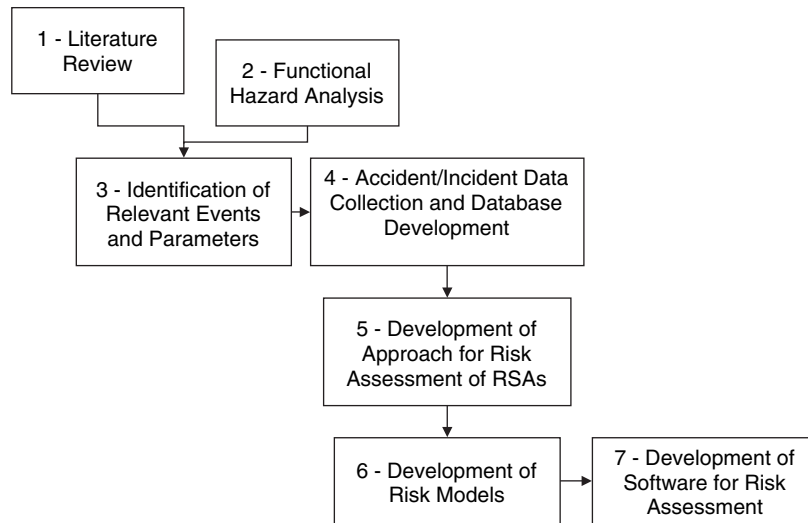 1 - Literature
Review
2 - Functional
Hazard Analysis
3 - Identification of
Relevant Events
and Parameters
4 - Accident/Incident Data
Collection and Database
Development
5 - Development of
Approach for Risk
Assessment of RSAs
6 - Development of
Risk Models
7 - Development of
Software for Risk
Assessment